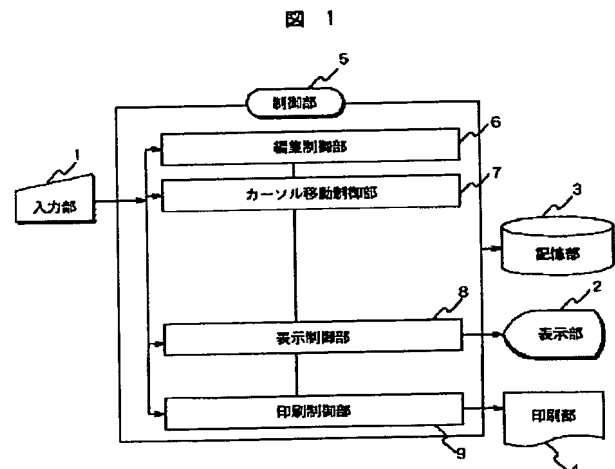 図 1
5
制御部
6
編集制御部
1
7
入力部
カーソル移動制御部
3
記憶部
8
2
表示制御部
表示部
印刷制御部
印刷部
9
4